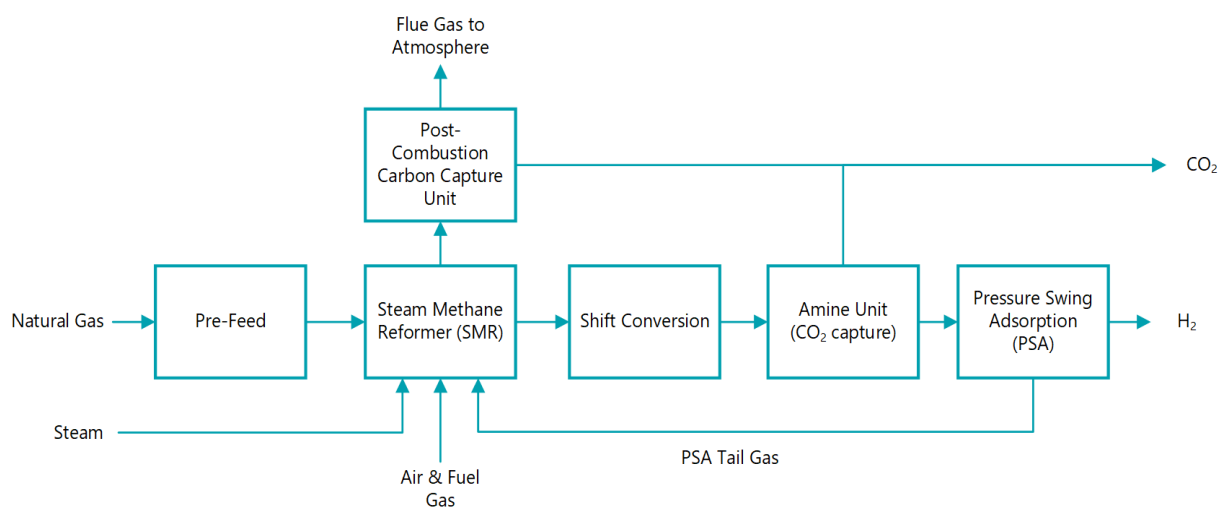 Flue Gas to
Atmosphere
Post-
Combustion
Carbon Capture
Unit
CO₂
Natural Gas
Pre-Feed
Steam Methane
Reformer (SMR)
Shift Conversion
Amine Unit
(CO₂ capture)
Pressure Swing
Adsorption
(PSA)
H₂
Steam
Air & Fuel
Gas
PSA Tail Gas